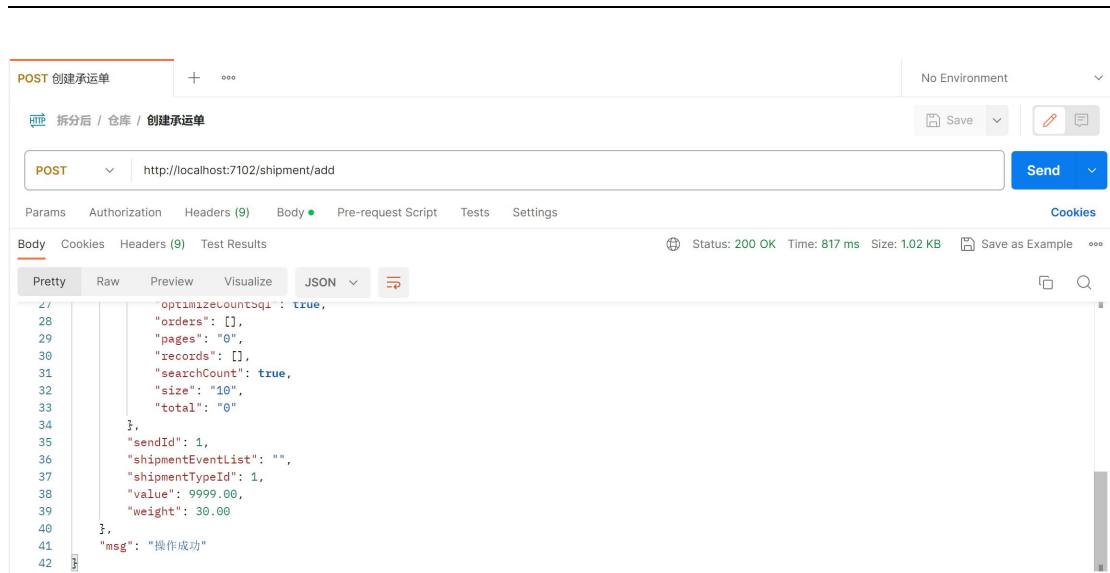 POST 创建承运单
No Environment
HTTP 拆分后 / 仓库 / 创建承运单
Save
POST http://localhost:7102/shipment/add
Send
Params Authorization Headers (9) Body Pre-request Script Tests Settings Cookies
Body Cookies Headers (9) Test Results Status: 200 OK Time: 817 ms Size: 1.02 KB Save as Example
Pretty Raw Preview Visualize JSON
27 "optimizeCountSql": true,
28 "orders": [],
29 "pages": "0",
30 "records": [],
31 "searchCount": true,
32 "size": "10",
33 "total": "0"
34 },
35 "sendId": 1,
36 "shipmentEventList": "",
37 "shipmentTypeId": 1,
38 "value": 9999.00,
39 "weight": 30.00
40 },
41 "msg": "操作成功"
42 }